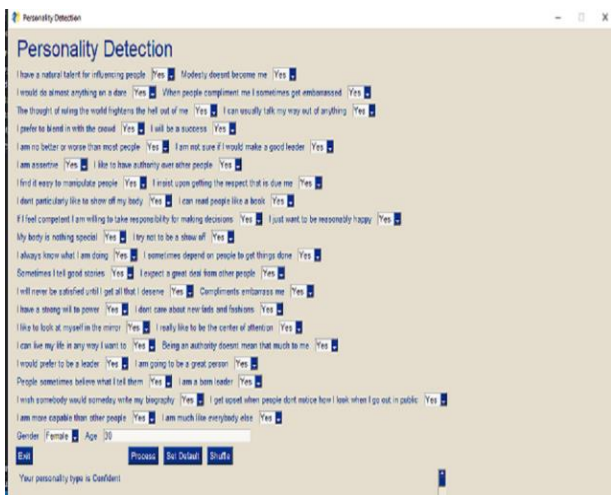 Personality Detection
Personality Detection
I have a natural talent for influencing people Yes Modesty doesnt become me Yes
I would do almost anything on a dare Yes When people compliment me I sometimes get embarrassed Yes
The thought of ruling the world frightens the hell out of me Yes I can usually talk my way out of anything Yes
I prefer to blend in with the crowd Yes I will be a success Yes
I am no better or worse than most people Yes I am not sure if I would make a good leader Yes
I am assertive Yes I like to have authority over other people Yes
I find it easy to manipulate people Yes I insist upon getting the respect that is due me Yes
I dont particularly like to show off my body Yes I can read people like a book Yes
If I feel competent I am willing to take responsibility for making decisions Yes I just want to be reasonably happy Yes
My body is nothing special Yes I try not to be a show off Yes
I always know what I am doing Yes I sometimes depend on people to get things done Yes
Sometimes I tell good stories Yes I expect a great deal from other people Yes
I will never be satisfied until I get all that I deserve Yes Compliments embarrass me Yes
I have a strong will to power Yes I dont care about new fads and fashions Yes
I like to look at myself in the mirror Yes I really like to be the center of attention Yes
I can live my life in any way I want to Yes Being an authority doesnt mean that much to me Yes
I would prefer to be a leader Yes I am going to be a great person Yes
People sometimes believe what I tell them Yes I am a born leader Yes
I wish somebody would someday write my biography Yes I get upset when people dont notice how I look when I go out in public Yes
I am more capable than other people Yes I am much like everybody else Yes
Gender Female Age 30
Exit Process Set Default Shuffle
Your personality type is Confident